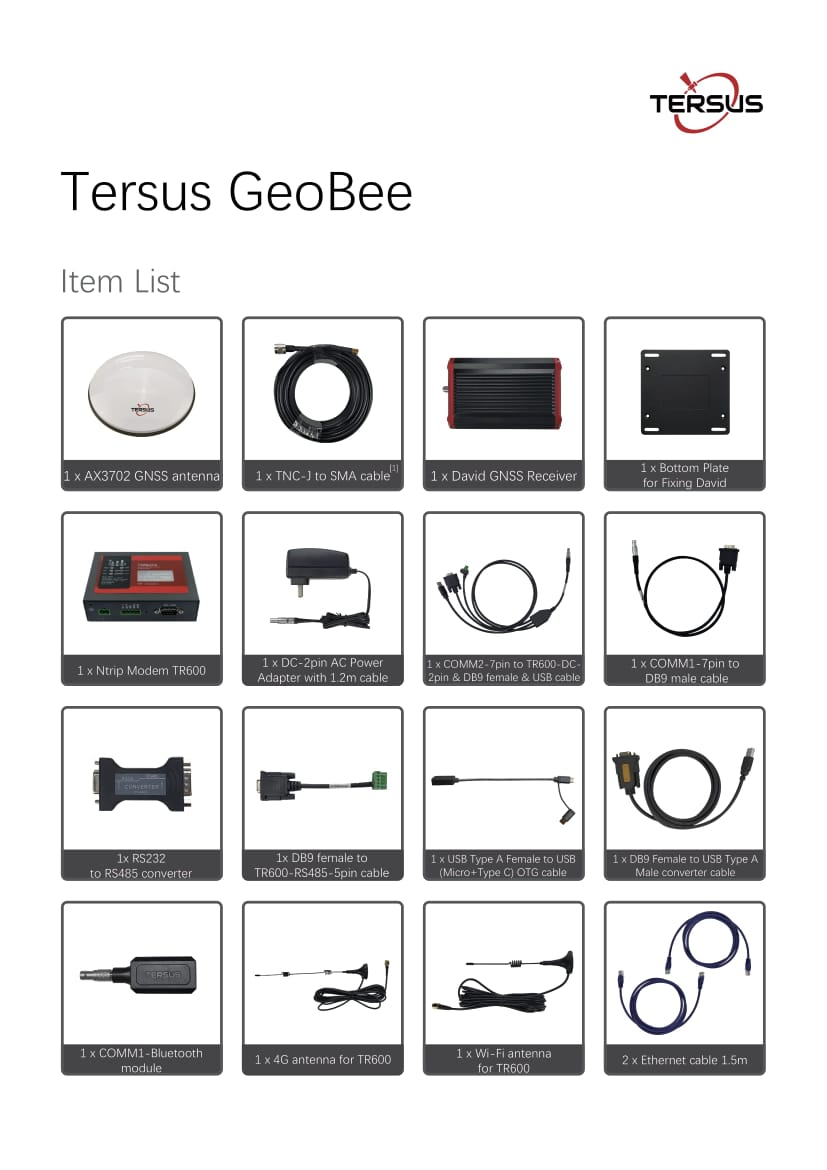 TERSUS
Tersus GeoBee
Item List
TERSUS
1 x AX3702 GNSS antenna
1 x TNC-J to SMA cable[1]
1 x David GNSS Receiver
1 x Bottom Plate
for Fixing David
1 x Ntrip Modem TR600
1 x DC-2pin AC Power
Adapter with 1.2m cable
1 x COMM2-7pin to TR600-DC-
2pin & DB9 female & USB cable
1 x COMM1-7pin to
DB9 male cable
CONVERTER
1x RS232
to RS485 converter
1x DB9 female to
TR600-RS485-5pin cable
1 x USB Type A Female to USB
(Micro+Type C) OTG cable
1 x DB9 Female to USB Type A
Male converter cable
TERSUS
1 x COMM1-Bluetooth
module
1 x 4G antenna for TR600
1 x Wi-Fi antenna
for TR600
2 x Ethernet cable 1.5m